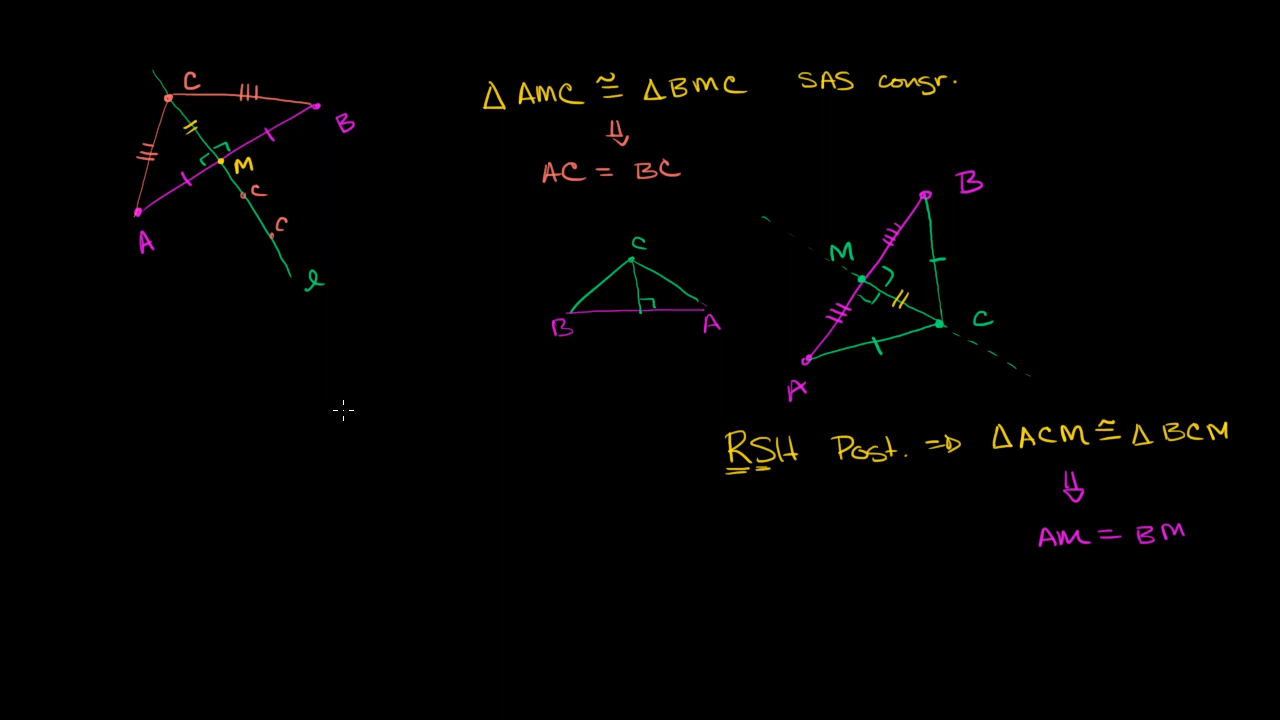 C
B
M
A
C
C
ℓ
△AMC ≅ △BMC SAS congr.
⇓
AC = BC
C
B
A
B
M
C
A
RSH Post. ⇒ △ACM ≅ △BCM
⇓
AM = BM